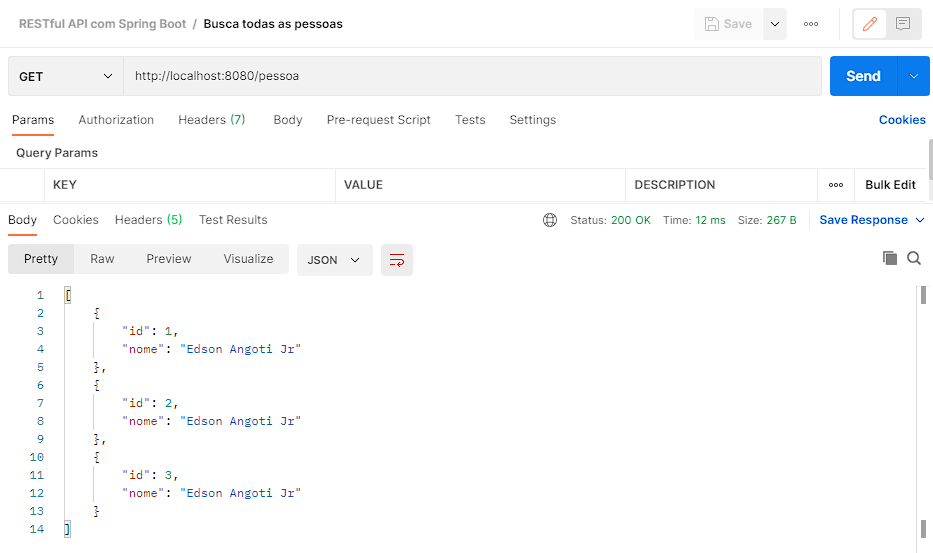 RESTful API com Spring Boot / Busca todas as pessoas Save
GET http://localhost:8080/pessoa Send
Params Authorization Headers (7) Body Pre-request Script Tests Settings Cookies
Query Params
KEY VALUE DESCRIPTION Bulk Edit
Body Cookies Headers (5) Test Results Status: 200 OK Time: 12 ms Size: 267 B Save Response
Pretty Raw Preview Visualize JSON
1 [
2 {
3 "id": 1,
4 "nome": "Edson Angoti Jr"
5 },
6 {
7 "id": 2,
8 "nome": "Edson Angoti Jr"
9 },
10 {
11 "id": 3,
12 "nome": "Edson Angoti Jr"
13 }
14 ]